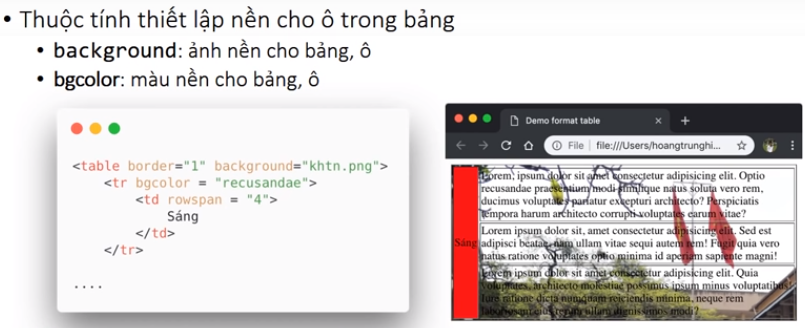 • Thuộc tính thiết lập nền cho ô trong bảng
• background: ảnh nền cho bảng, ô
• bgcolor: màu nền cho bảng, ô
<table border="1" background="khtn.png">
<tr bgcolor = "recusandae">
<td rowspan = "4">
Sáng
</td>
</tr>
....
Demo format table
File file:///Users/hoangtrunghi...
Lorem, ipsum dolor sit amet consectetur adipisicing elit. Optio
recusandae praesentium modi similique natus soluta vero rem,
ducimus voluptates pariatur excepturi architecto? Perspiciatis
tempora harum architecto corrupti voluptates earum vitae?
Sáng
Lorem ipsum dolor sit, amet consectetur adipisicing elit. Sed est
adipisci beatae, nam ullam vitae sequi autem rem! Fugit quia vero
natus ratione voluptates optio minima id aperiam sapiente magni!
Lorem ipsum dolor sit amet consectetur adipisicing elit. Quia
voluptates, architecto molestiae possimus ipsum minus voluptatibus
iure ratione dicta numquam reiciendis minima, neque rem
laboriosam eius rerum ullam dignissimos modi?